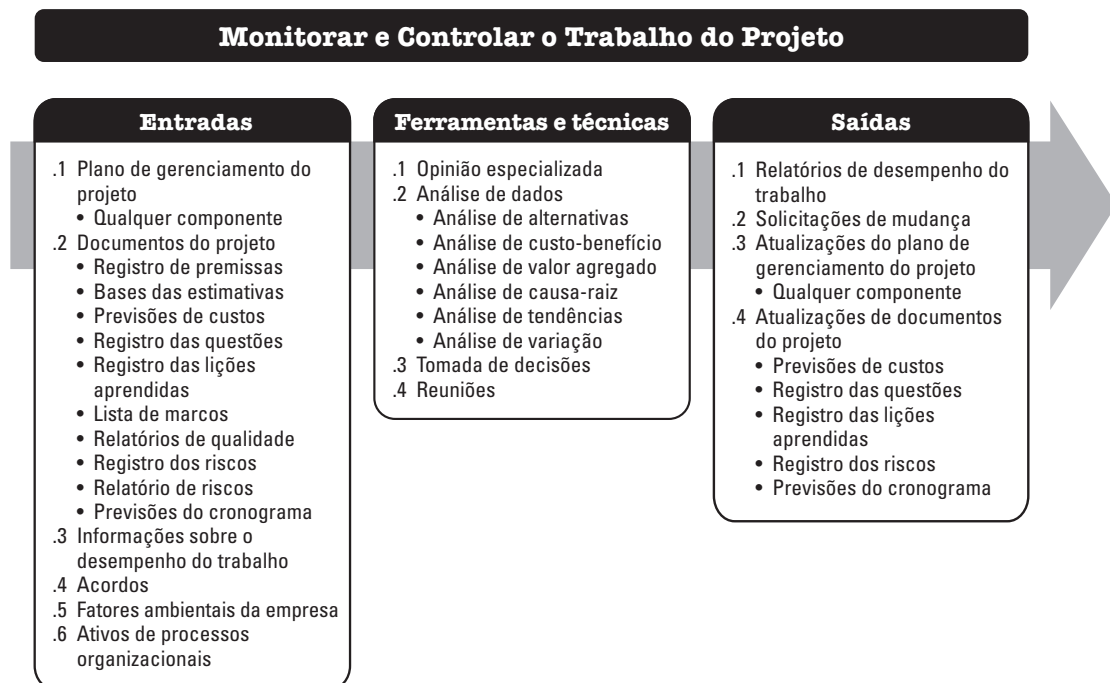 Monitorar e Controlar o Trabalho do Projeto
Entradas
.1 Plano de gerenciamento do
projeto
• Qualquer componente
.2 Documentos do projeto
• Registro de premissas
• Bases das estimativas
• Previsões de custos
• Registro das questões
• Registro das lições
aprendidas
• Lista de marcos
• Relatórios de qualidade
• Registro dos riscos
• Relatório de riscos
• Previsões do cronograma
.3 Informações sobre o
desempenho do trabalho
.4 Acordos
.5 Fatores ambientais da empresa
.6 Ativos de processos
organizacionais
Ferramentas e técnicas
.1 Opinião especializada
.2 Análise de dados
• Análise de alternativas
• Análise de custo-benefício
• Análise de valor agregado
• Análise de causa-raiz
• Análise de tendências
• Análise de variação
.3 Tomada de decisões
.4 Reuniões
Saídas
.1 Relatórios de desempenho do
trabalho
.2 Solicitações de mudança
.3 Atualizações do plano de
gerenciamento do projeto
• Qualquer componente
.4 Atualizações de documentos
do projeto
• Previsões de custos
• Registro das questões
• Registro das lições
aprendidas
• Registro dos riscos
• Previsões do cronograma